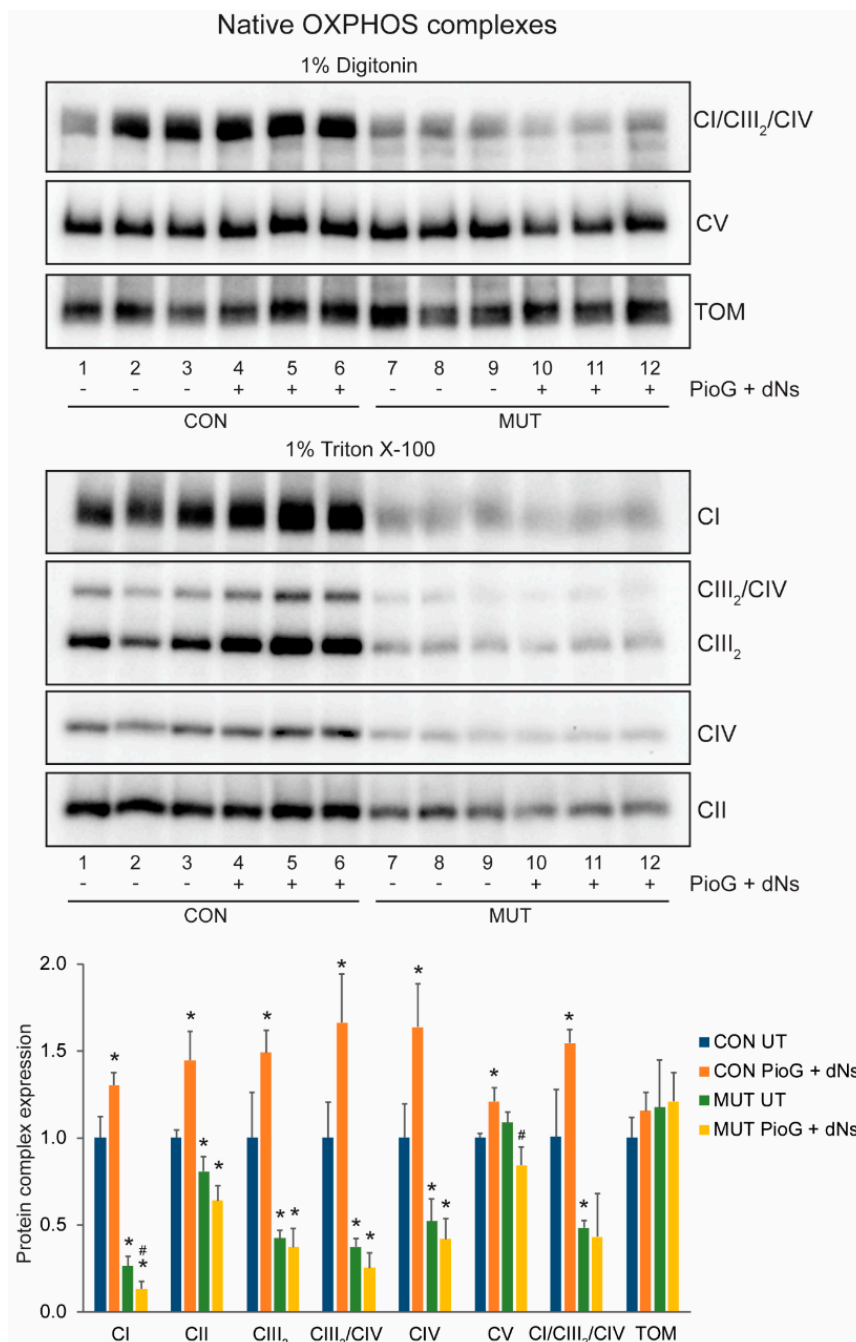 Native OXPHOS complexes
1% Digitonin
CI/CIII₂/CIV
CV
TOM
1 2 3 4 5 6 7 8 9 10 11 12
- - - + + + - - - + + + PioG + dNs
CON MUT
1% Triton X-100
CI
CIII₂/CIV
CIII₂
CIV
CII
1 2 3 4 5 6 7 8 9 10 11 12
- - - + + + - - - + + + PioG + dNs
CON MUT
Protein complex expression
2.0
1.5
1.0
0.5
0.0
* * * * # * * * * * * * * * * * * * * * # * *
CI CII CIII₂ CIII₂/CIV CIV CV CI/CIII₂/CIV TOM
CON UT
CON PioG + dNs
MUT UT
MUT PioG + dNs